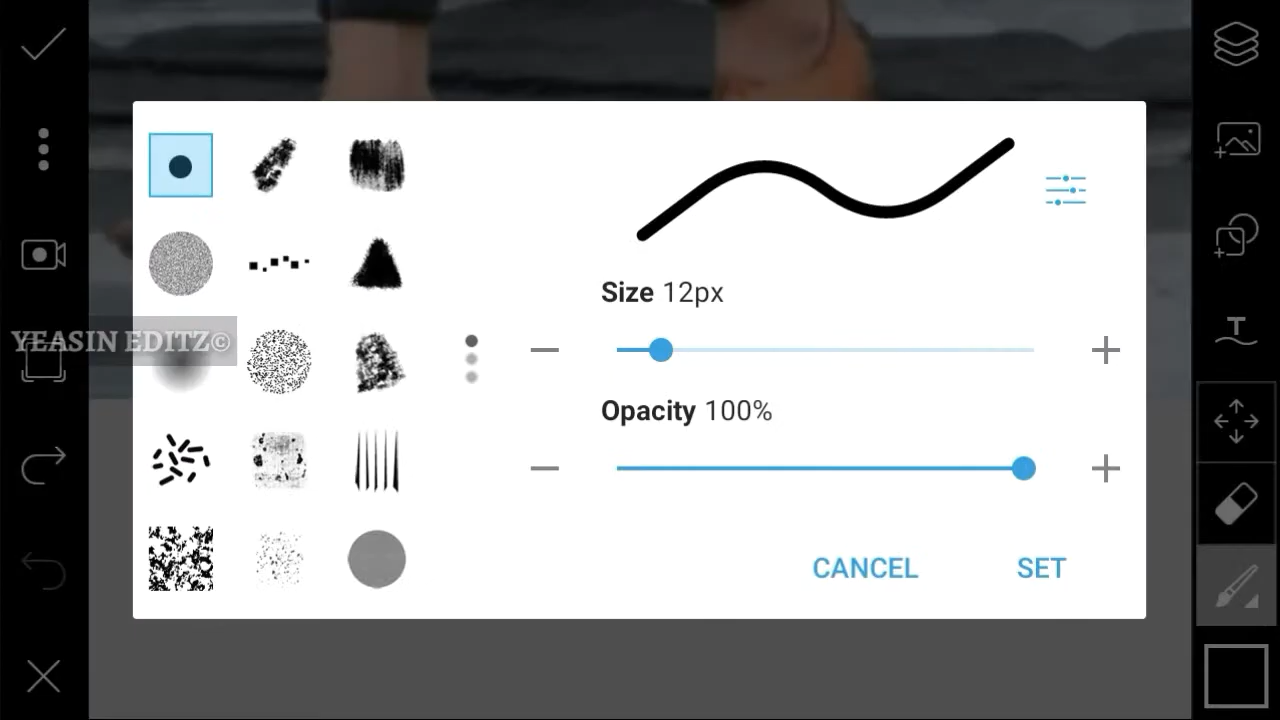 YEASIN EDITZ©
Size 12px
Opacity 100%
CANCEL SET
T